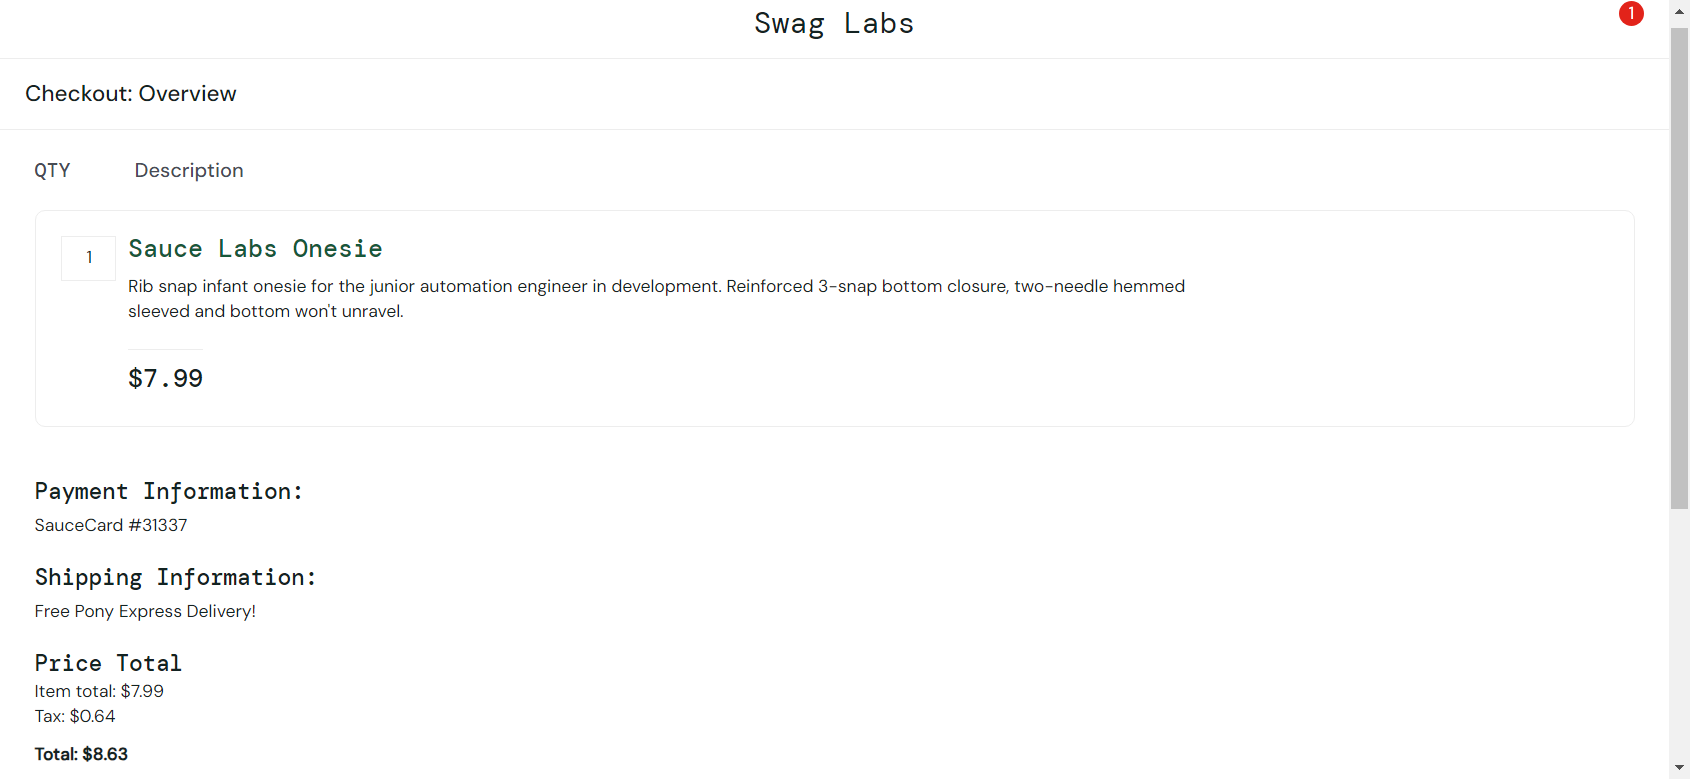 Swag Labs
1
Checkout: Overview
QTY Description
1
Sauce Labs Onesie
Rib snap infant onesie for the junior automation engineer in development. Reinforced 3-snap bottom closure, two-needle hemmed
sleeved and bottom won't unravel.
$7.99
Payment Information:
SauceCard #31337
Shipping Information:
Free Pony Express Delivery!
Price Total
Item total: $7.99
Tax: $0.64
Total: $8.63